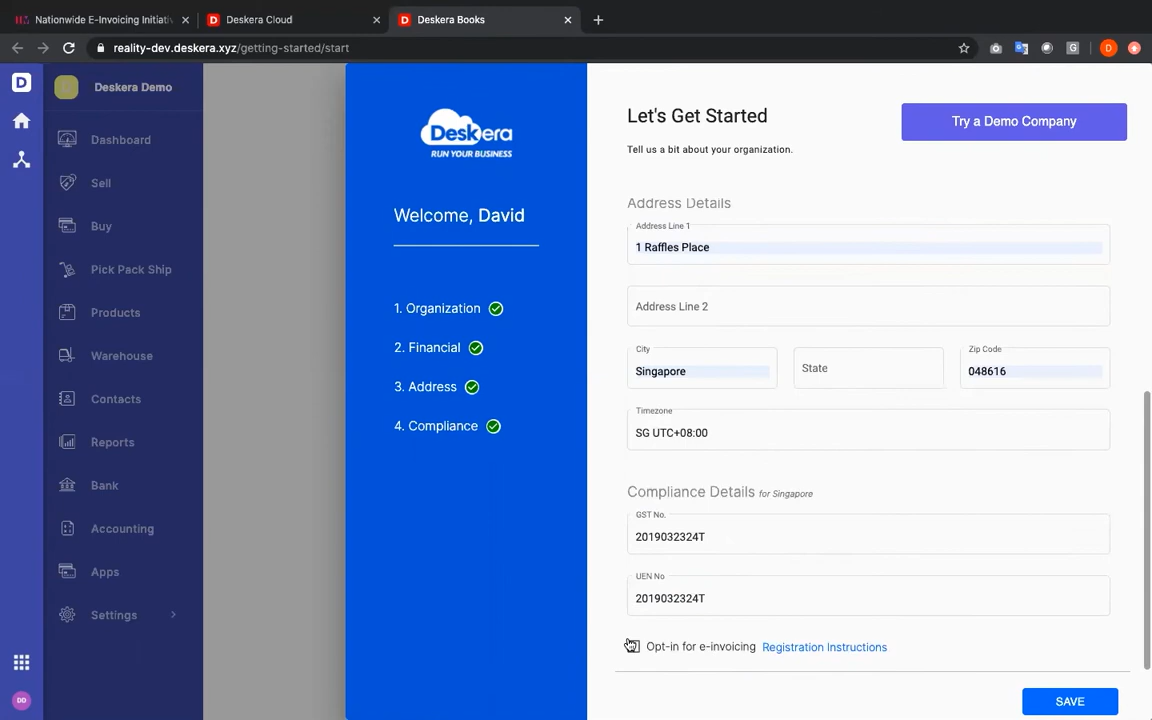 Nationwide E-Invoicing Initiativ
Deskera Cloud
Deskera Books
reality-dev.deskera.xyz/getting-started/start
G
D
D
Deskera Demo
Dashboard
Sell
Buy
Pick Pack Ship
Products
Warehouse
Contacts
Reports
Bank
Accounting
Apps
Settings
DD
Deskera
RUN YOUR BUSINESS
Welcome, David
1. Organization
2. Financial
3. Address
4. Compliance
Let's Get Started
Try a Demo Company
Tell us a bit about your organization.
Address Details
Address Line 1
1 Raffles Place
Address Line 2
City
Singapore
State
Zip Code
048616
Timezone
SG UTC+08:00
Compliance Details for Singapore
GST No.
2019032324T
UEN No
2019032324T
Opt-in for e-invoicing Registration Instructions
SAVE